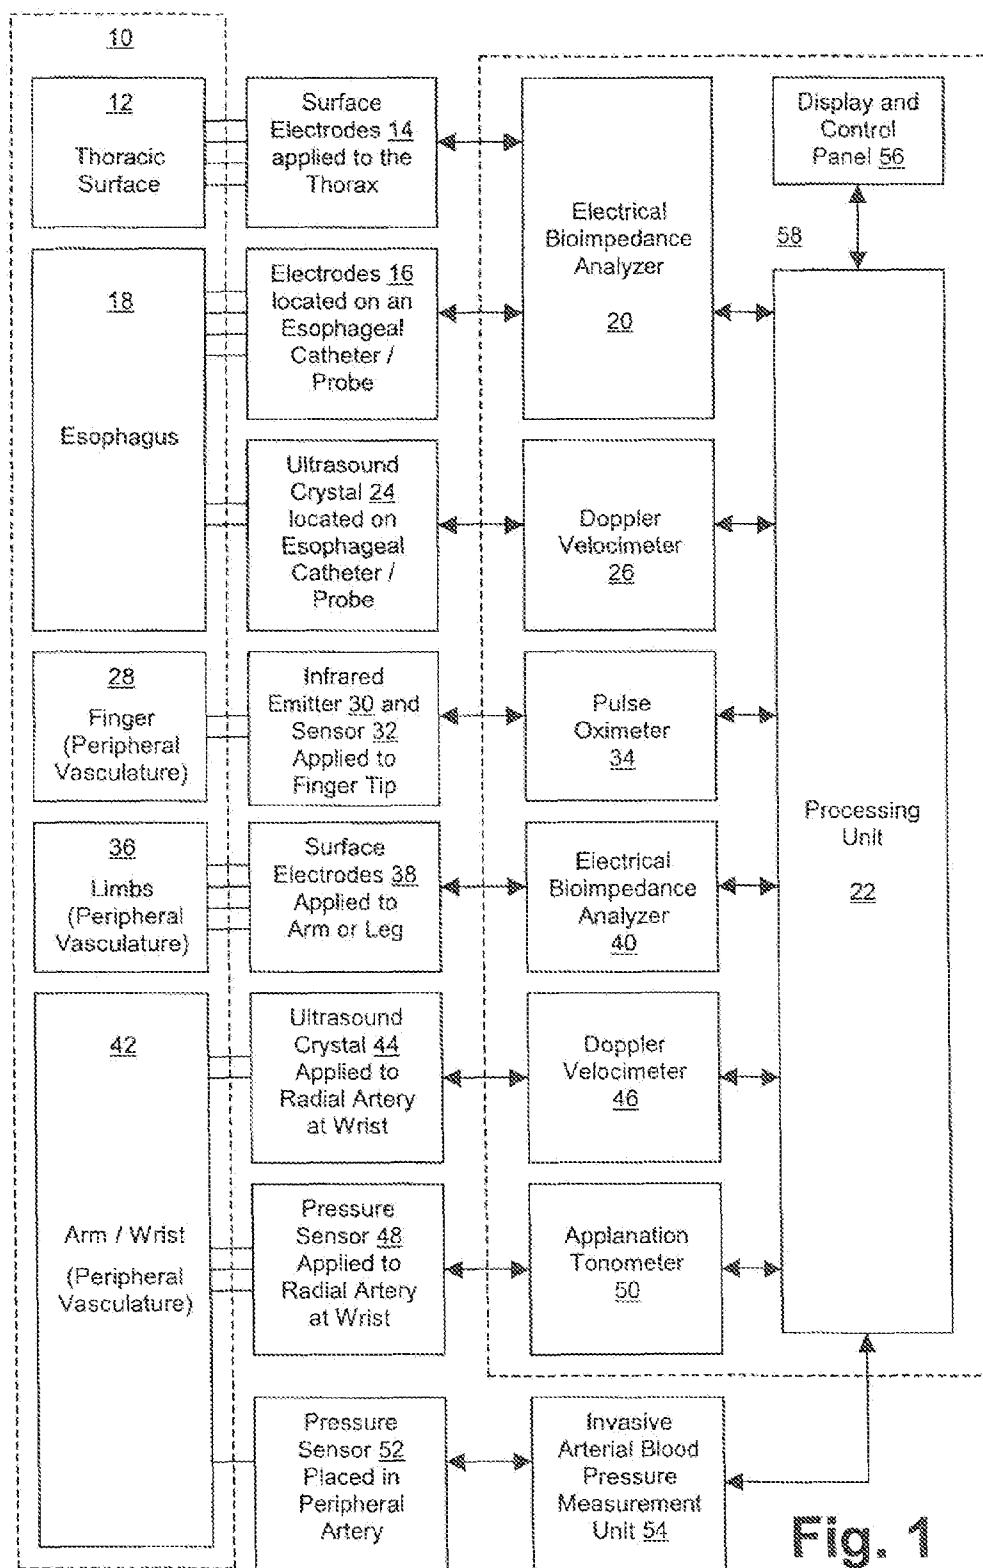 10
12
Thoracic
Surface
Surface
Electrodes 14
applied to the
Thorax
Electrical
Bioimpedance
Analyzer
20
Display and
Control
Panel 56
58
18
Esophagus
Electrodes 16
located on an
Esophageal
Catheter /
Probe
Ultrasound
Crystal 24
located on
Esophageal
Catheter /
Probe
Doppler
Velocimeter
26
28
Finger
(Peripheral
Vasculature)
Infrared
Emitter 30 and
Sensor 32
Applied to
Finger Tip
Pulse
Oximeter
34
Processing
Unit
22
36
Limbs
(Peripheral
Vasculature)
Surface
Electrodes 38
Applied to
Arm or Leg
Electrical
Bioimpedance
Analyzer
40
42
Arm / Wrist
(Peripheral
Vasculature)
Ultrasound
Crystal 44
Applied to
Radial Artery
at Wrist
Doppler
Velocimeter
46
Pressure
Sensor 48
Applied to
Radial Artery
at Wrist
Applanation
Tonometer
50
Pressure
Sensor 52
Placed in
Peripheral
Artery
Invasive
Arterial Blood
Pressure
Measurement
Unit 54
Fig. 1